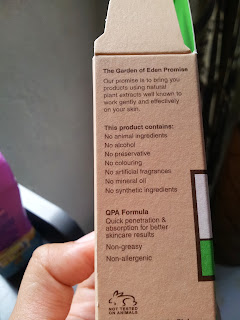 The Garden of Eden Promise
Our promise is to bring you
products using natural
plant extracts well known to
work gently and effectively
on your skin.
This product contains:
No animal ingredients
No alcohol
No preservative
No colouring
No artificial fragrances
No mineral oil
No synthetic ingredients
GPA Formula
Quick penetration &
absorption for better
skincare results
Non-greasy
Non-allergenic
NOT TESTED
ON ANIMALS